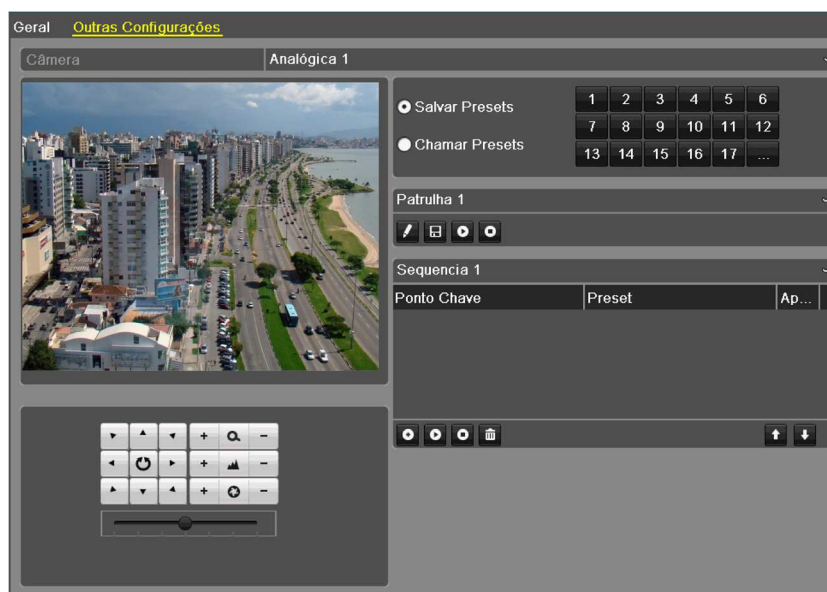 Geral Outras Configurações
Câmera Analógica 1
Salvar Presets
Chamar Presets
1 2 3 4 5 6
7 8 9 10 11 12
13 14 15 16 17 ...
Patrulha 1
Sequencia 1
Ponto Chave Preset Ap...